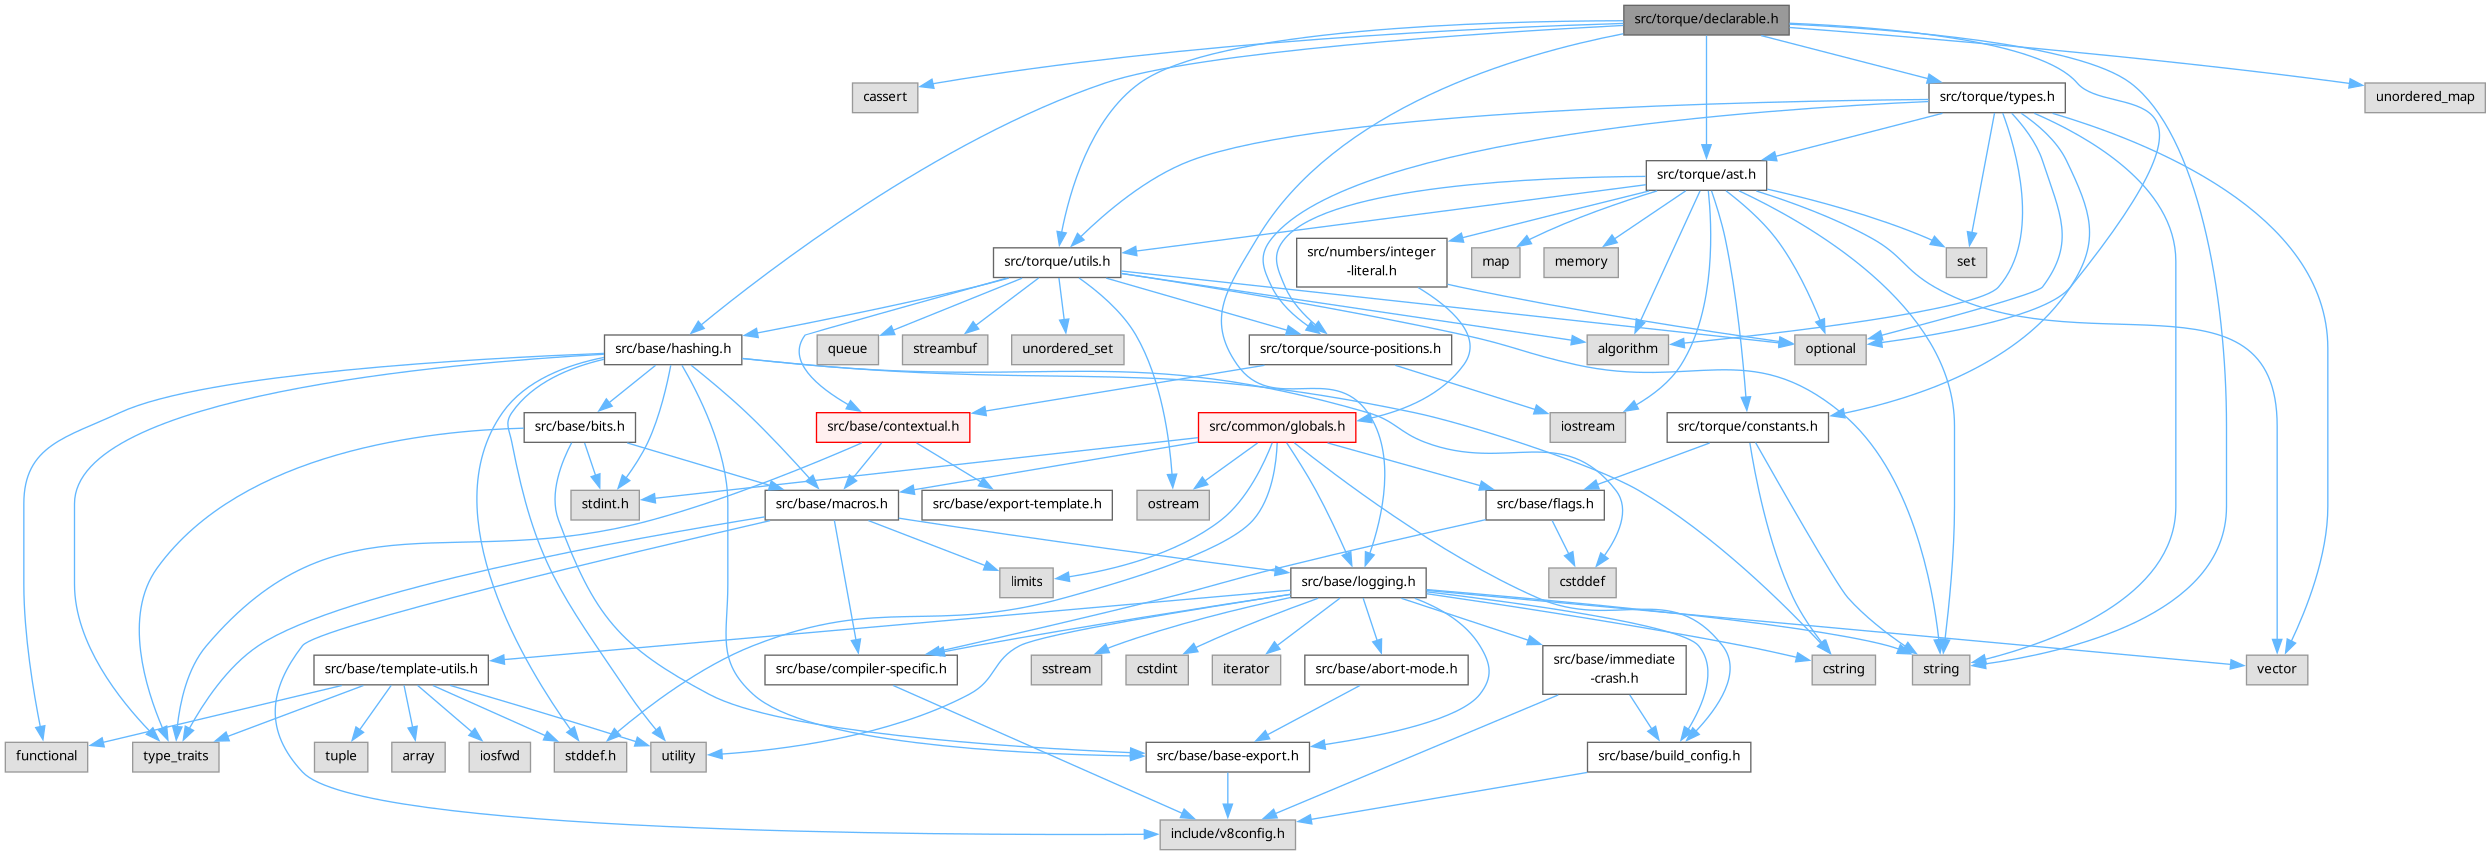 src/torque/declarable.h
cassert
src/torque/types.h
unordered_map
src/torque/ast.h
src/torque/utils.h
src/numbers/integer
-literal.h
map
memory
set
src/base/hashing.h
queue
streambuf
unordered_set
src/torque/source-positions.h
algorithm
optional
src/base/bits.h
src/base/contextual.h
src/common/globals.h
iostream
src/torque/constants.h
stdint.h
src/base/macros.h
src/base/export-template.h
ostream
src/base/flags.h
limits
src/base/logging.h
cstddef
src/base/template-utils.h
src/base/compiler-specific.h
sstream
cstdint
iterator
src/base/abort-mode.h
src/base/immediate
-crash.h
cstring
string
vector
functional
type_traits
tuple
array
iosfwd
stddef.h
utility
src/base/base-export.h
src/base/build_config.h
include/v8config.h